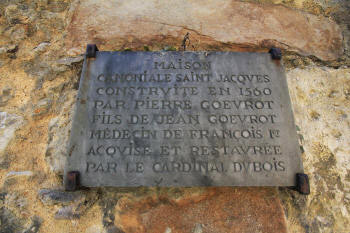 MAISON
CANONIALE SAINT JACQUES
CONSTRUITE EN 1560
PAR PIERRE GOEVROT
FILS DE JEAN GOEVROT
MÉDECIN DE FRANÇOIS Ier
ACQUISE ET RESTAURÉE
PAR LE CARDINAL DUBOIS